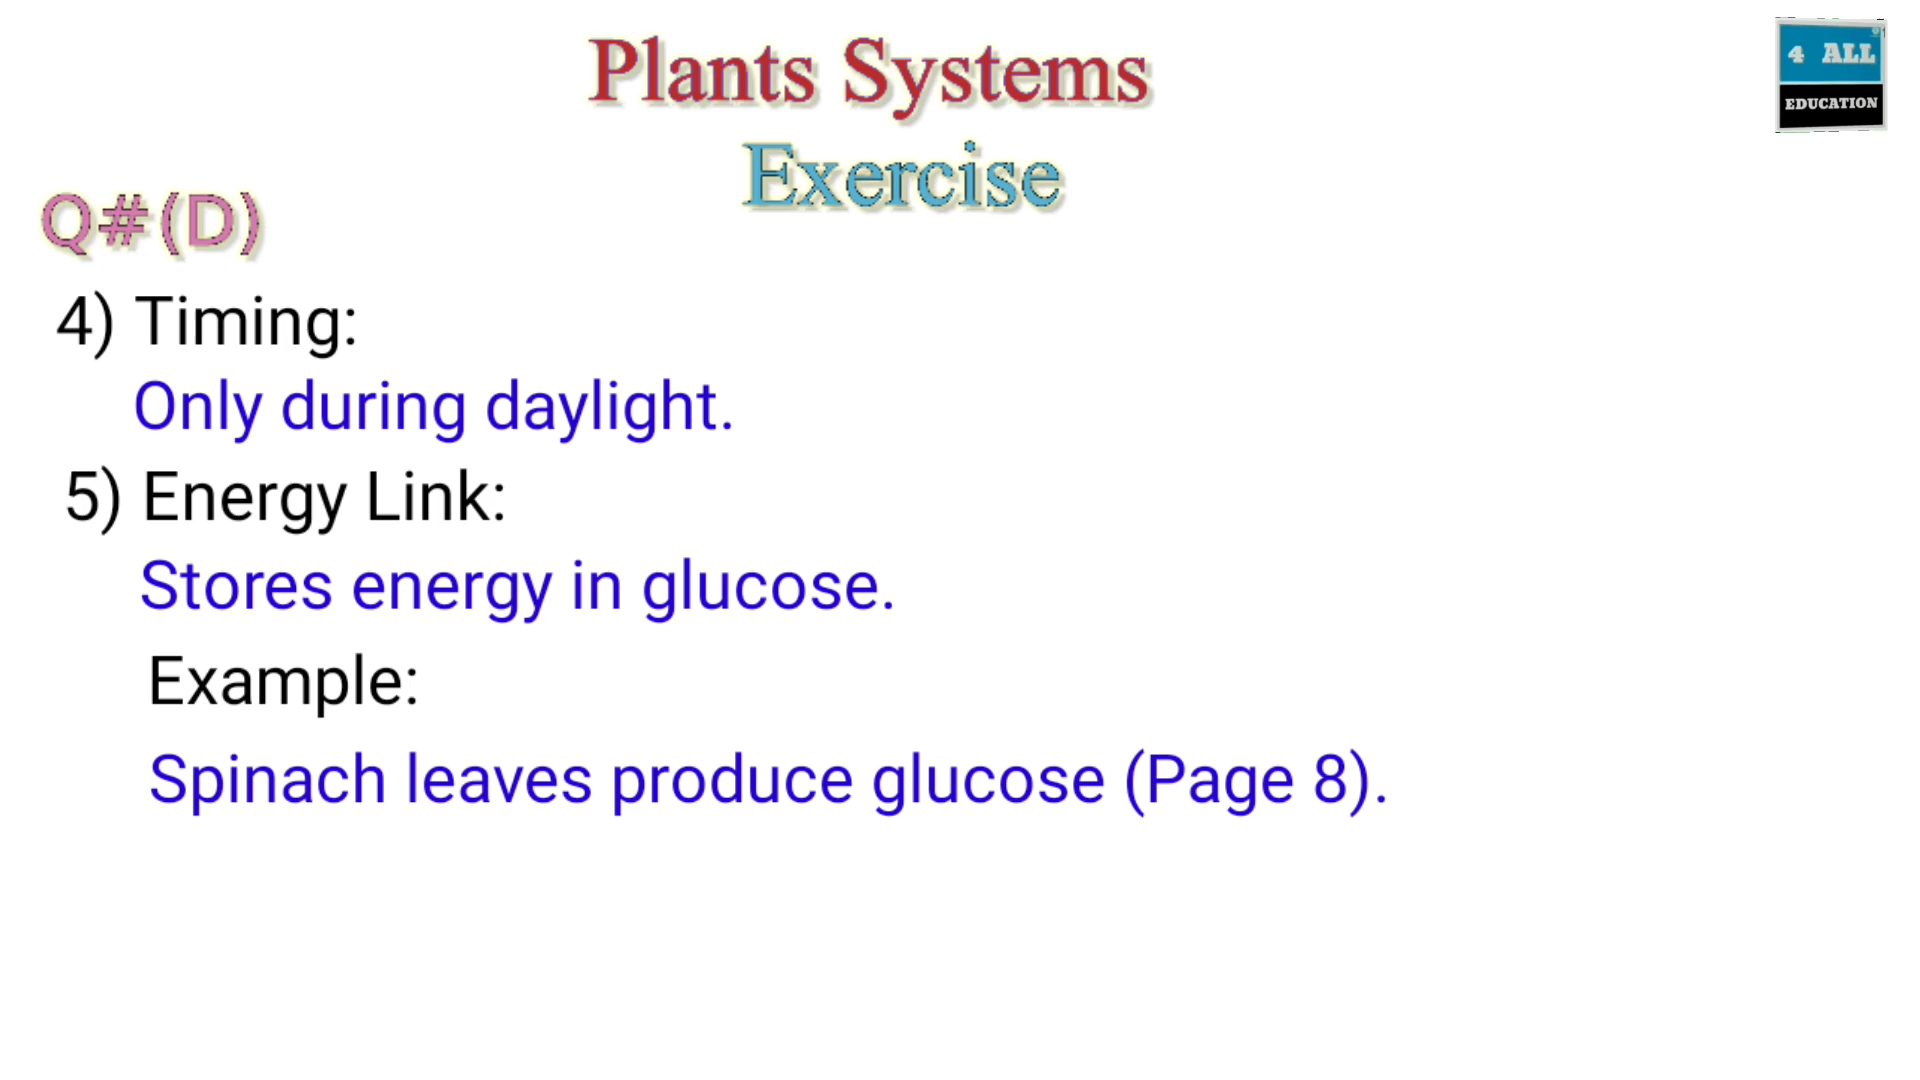 Plants Systems
4 ALL
EDUCATION
Exercise
Q#(D)
4) Timing:
Only during daylight.
5) Energy Link:
Stores energy in glucose.
Example:
Spinach leaves produce glucose (Page 8).